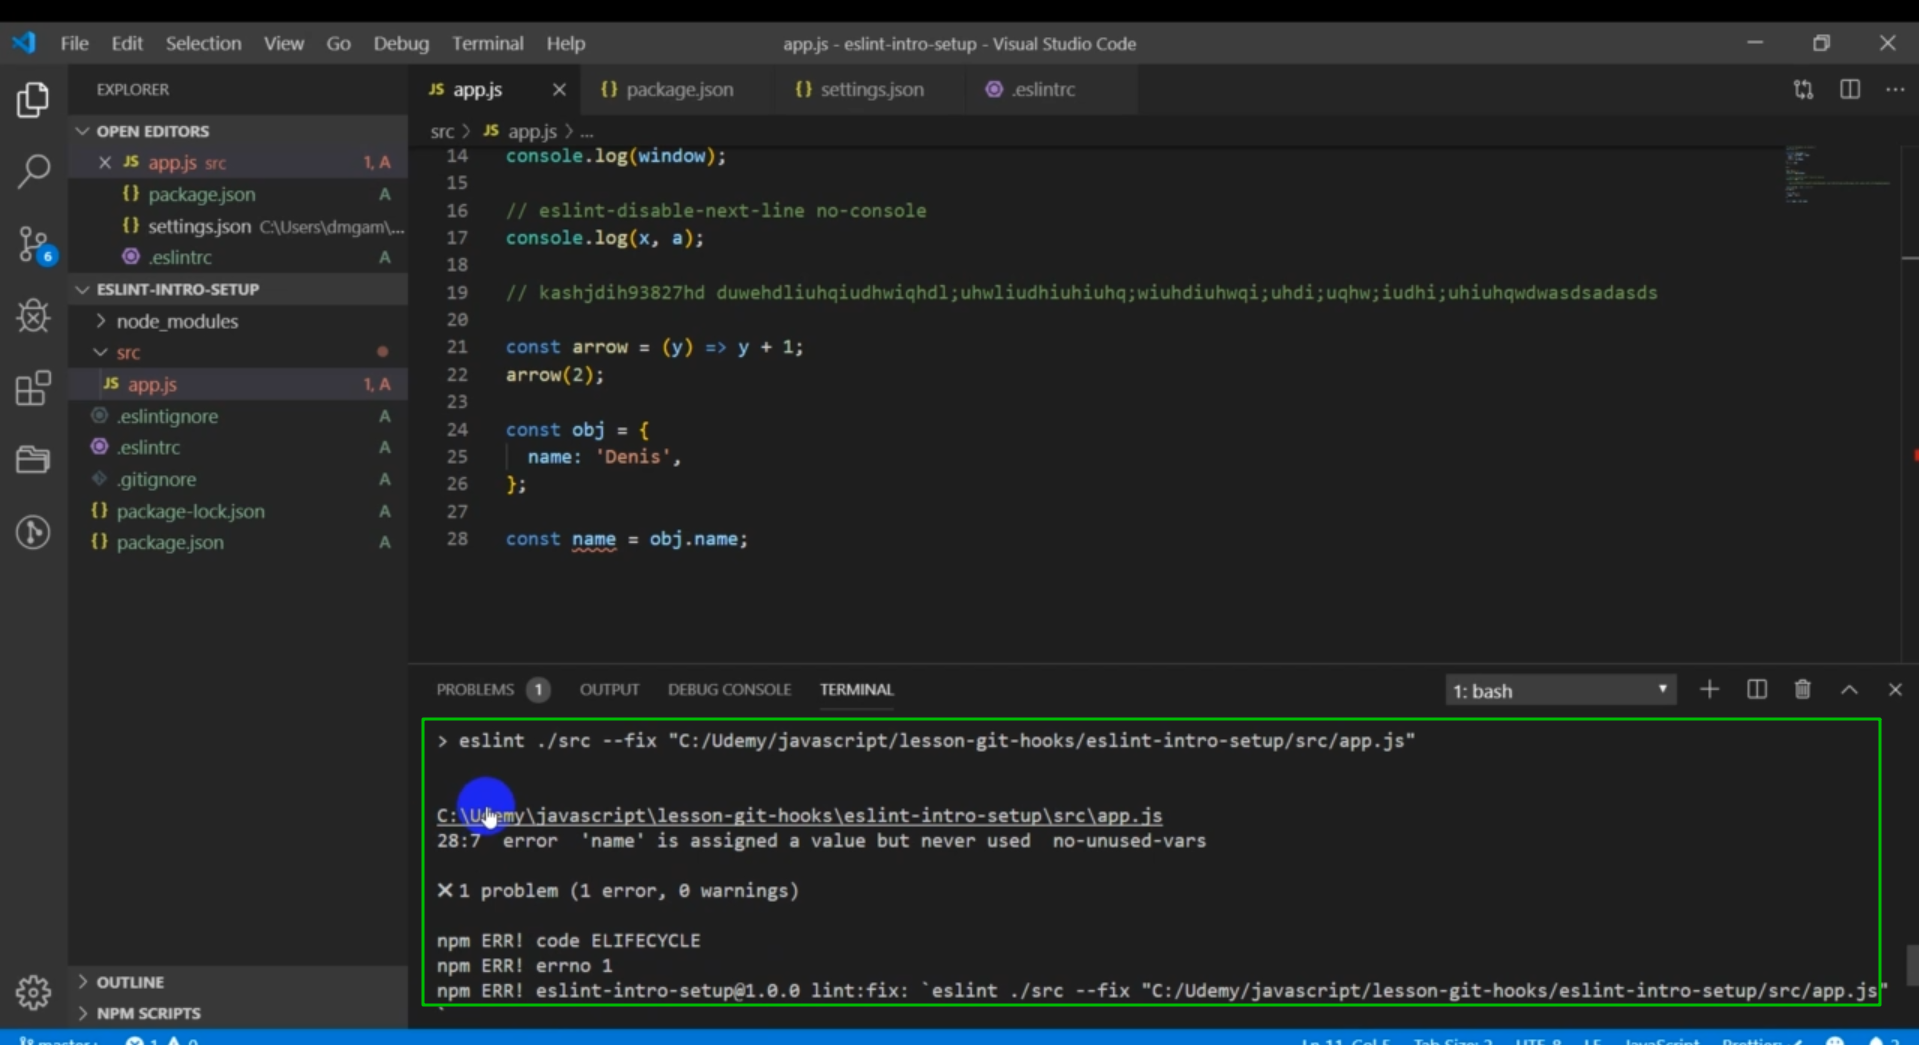 File Edit Selection View Go Debug Terminal Help app.js - eslint-intro-setup - Visual Studio Code
EXPLORER
OPEN EDITORS
JS app.js src 1, A
{} package.json A
{} settings.json C:\Users\dmgam\...
.eslintrc A
6
ESLINT-INTRO-SETUP
node_modules
src
JS app.js 1, A
.eslintignore A
.eslintrc A
.gitignore A
{} package-lock.json A
{} package.json A
OUTLINE
NPM SCRIPTS
JS app.js {} package.json {} settings.json .eslintrc
src > JS app.js > ...
14 console.log(window);
15
16 // eslint-disable-next-line no-console
17 console.log(x, a);
18
19 // kashjdih93827hd duwehdliuhqiudhwiqhdl;uhwliudhiuhiuhq;wiuhdiuhwqi;uhdi;uqhw;iudhi;uhiuhqwdwasdsadasds
20
21 const arrow = (y) => y + 1;
22 arrow(2);
23
24 const obj = {
25 name: 'Denis',
26 };
27
28 const name = obj.name;
PROBLEMS 1 OUTPUT DEBUG CONSOLE TERMINAL 1: bash
> eslint ./src --fix "C:/Udemy/javascript/lesson-git-hooks/eslint-intro-setup/src/app.js"
C:\Udemy\javascript\lesson-git-hooks\eslint-intro-setup\src\app.js
28:7 error 'name' is assigned a value but never used no-unused-vars
✕ 1 problem (1 error, 0 warnings)
npm ERR! code ELIFECYCLE
npm ERR! errno 1
npm ERR! eslint-intro-setup@1.0.0 lint:fix: `eslint ./src --fix "C:/Udemy/javascript/lesson-git-hooks/eslint-intro-setup/src/app.js"
`